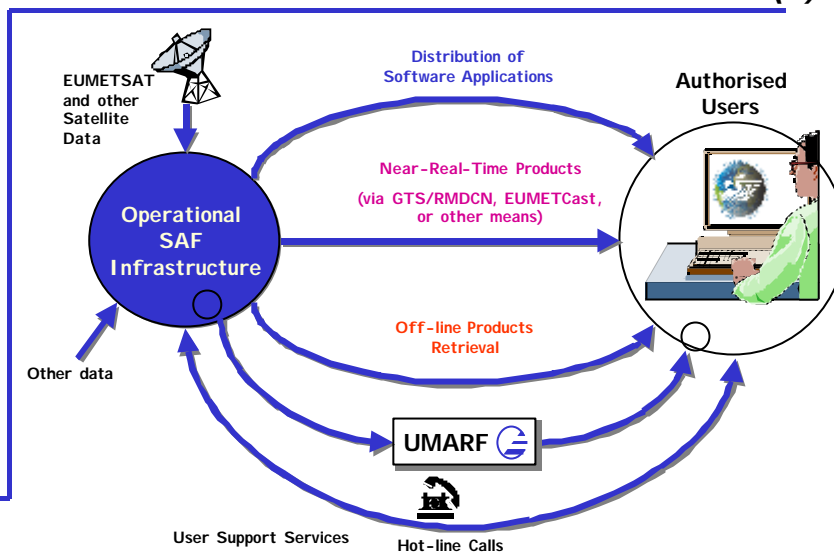 Distribution of
Software Applications
EUMETSAT
and other
Satellite
Data
Authorised
Users
Near-Real-Time Products
(via GTS/RMDCN, EUMETCast,
or other means)
Operational
SAF
Infrastructure
Off-line Products
Retrieval
Other data
UMARF
User Support Services
Hot-line Calls